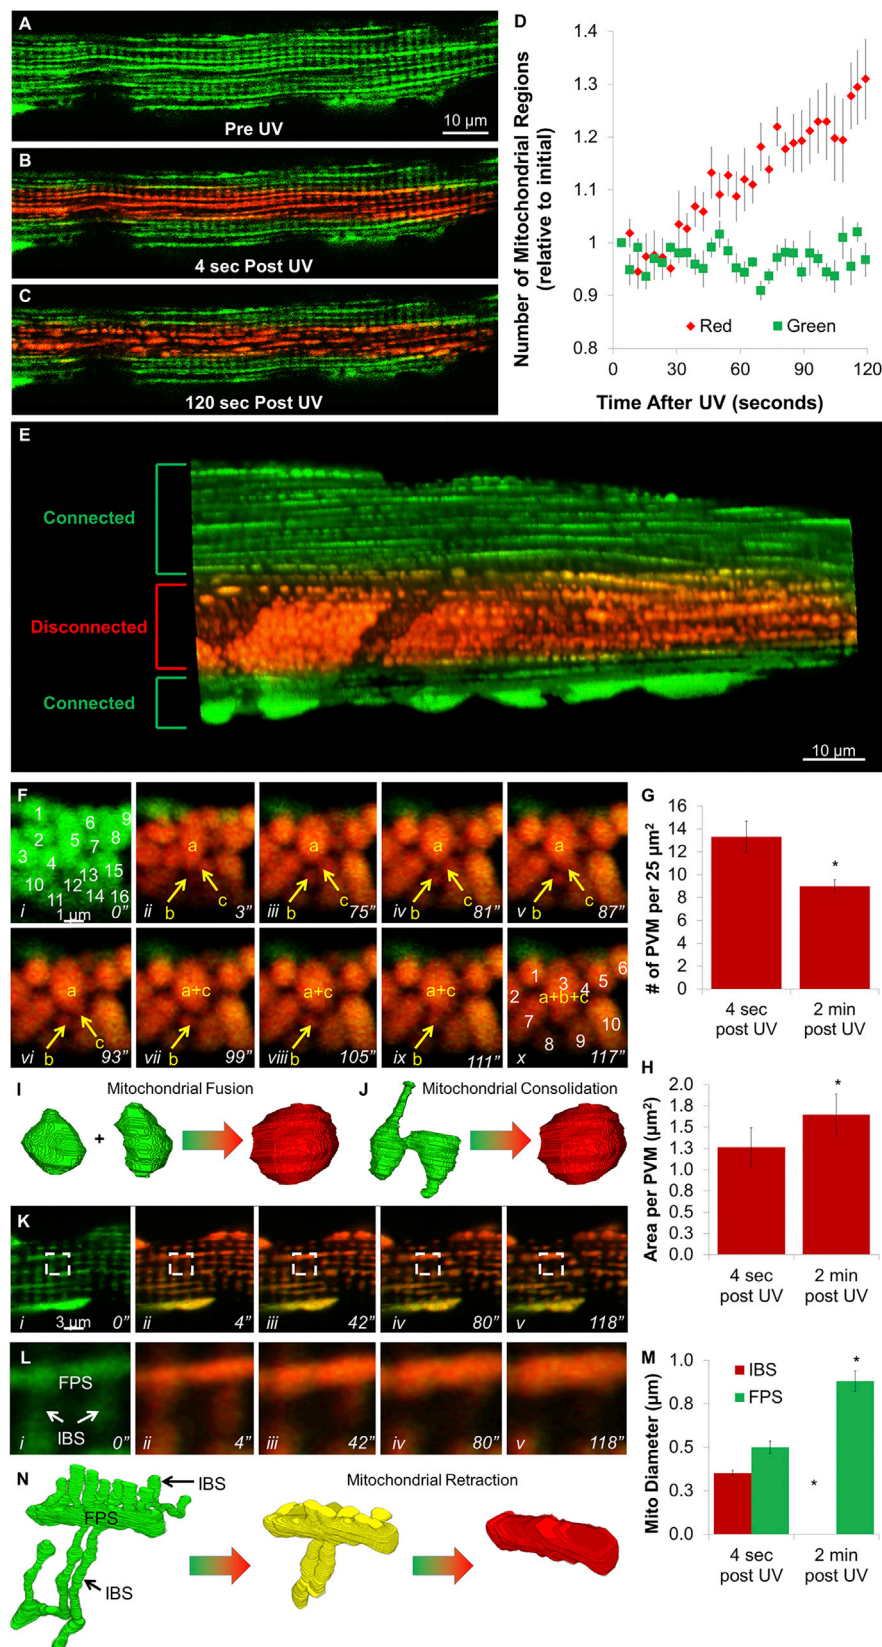 A
10 µm
Pre UV
B
4 sec Post UV
C
120 sec Post UV
D
Number of Mitochondrial Regions
(relative to initial)
1.4
1.3
1.2
1.1
1
0.9
0.8
Red
Green
0
30
60
90
120
Time After UV (seconds)
E
Connected
Disconnected
Connected
10 µm
F
1
2
3
4
5
6
7
8
9
10
11
12
13
14
15
16
1 µm
i
0”
a
b
c
ii
3”
a
b
c
iii
75”
a
b
c
iv
81”
a
b
c
v
87”
a
b
c
vi
93”
a+c
b
vii
99”
a+c
b
viii
105”
a+c
b
ix
111”
1
2
3
4
5
6
a+b+c
7
8
9
10
x
117”
G
# of PVM per 25 µm2
16
14
12
10
8
6
4
2
0
*
4 sec
post UV
2 min
post UV
H
Area per PVM (µm2)
2.0
1.8
1.5
1.3
1.0
0.8
0.5
0.3
0.0
*
4 sec
post UV
2 min
post UV
I
Mitochondrial Fusion
+
J
Mitochondrial Consolidation
K
3 µm
i
0”
ii
4”
iii
42”
iv
80”
v
118”
L
FPS
IBS
i
0”
ii
4”
iii
42”
iv
80”
v
118”
M
Mito Diameter (µm)
1.0
0.8
0.5
0.3
0.0
IBS
FPS
*
*
4 sec
post UV
2 min
post UV
N
Mitochondrial Retraction
IBS
FPS
IBS